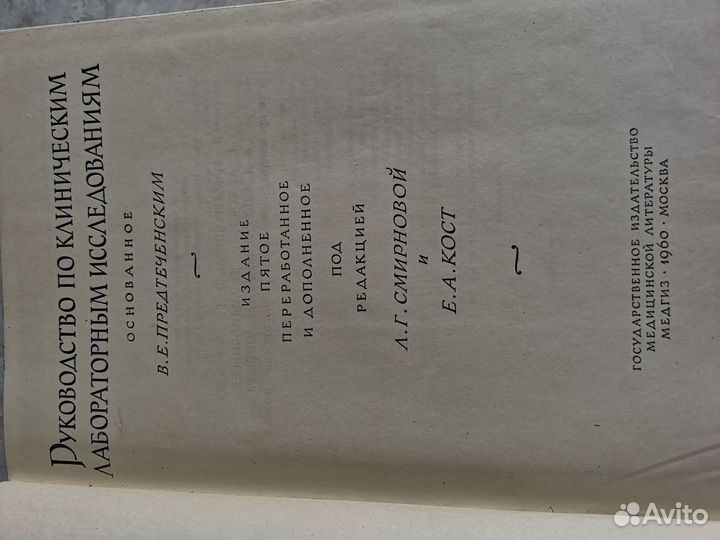 Руководство по клиническим
лабораторным исследованиям
основанное
В. Е. Предтеченским
издание
пятое
переработанное
и дополненное
под
редакцией
Л. Г. Смирновой
и
Е. А. Кост
государственное издательство
медицинской литературы
медгиз · 1960 · москва
Avito